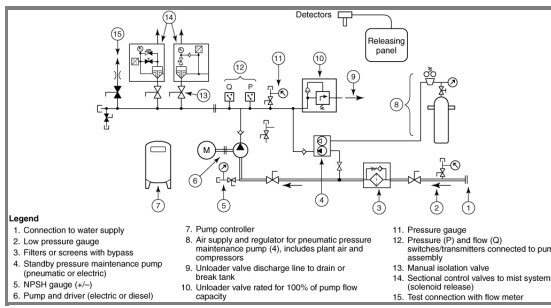 Detectors
Releasing
panel
15
14
12
11
10
Q
P
9
13
8
M
6
7
5
4
3
2
1
Legend
1. Connection to water supply
2. Low pressure gauge
3. Filters or screens with bypass
4. Standby pressure maintenance pump
(pneumatic or electric)
5. NPSH gauge (+/–)
6. Pump and driver (electric or diesel)
7. Pump controller
8. Air supply and regulator for pneumatic pressure
maintenance pump (4), includes plant air and
compressors
9. Unloader valve discharge line to drain or
break tank
10. Unloader valve rated for 100% of pump flow
capacity
11. Pressure gauge
12. Pressure (P) and flow (Q)
switches/transmitters connected to pum
assembly
13. Manual isolation valve
14. Sectional control valves to mist system
(solenoid release)
15. Test connection with flow meter